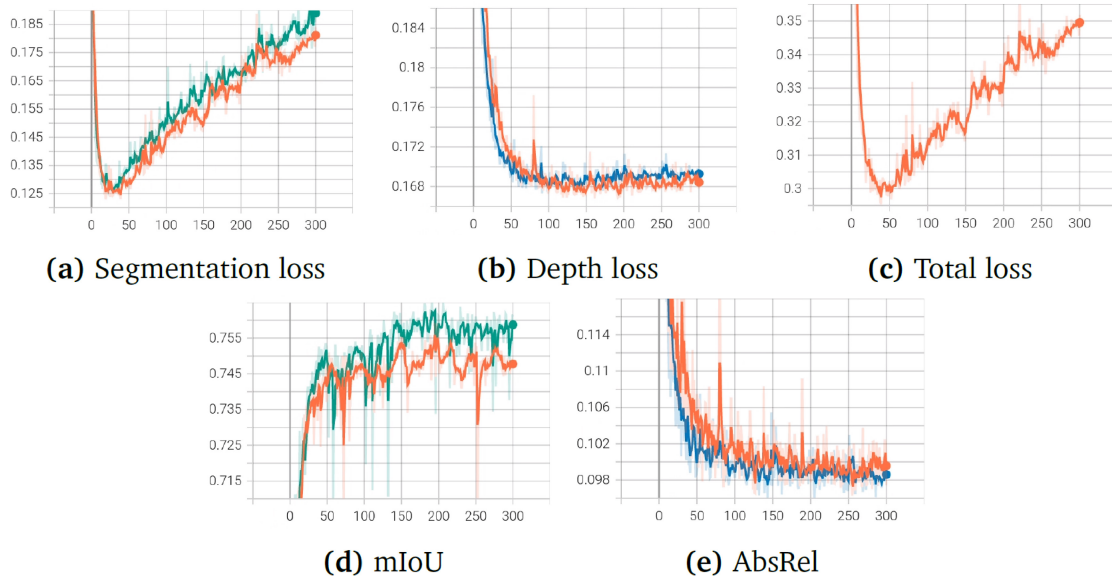 0.185
0.175
0.165
0.155
0.145
0.135
0.125
0 50 100 150 200 250 300
(a) Segmentation loss
0.18
0.176
0.172
0.168
0 50 100 150 200 250 300
(b) Depth loss
0.35
0.34
0.33
0.32
0.31
0.3
0 50 100 150 200 250 300
(c) Total loss
0.755
0.745
0.735
0.725
0.715
0 50 100 150 200 250 300
(d) mIoU
0.114
0.11
0.106
0.102
0.098
0 50 100 150 200 250 300
(e) AbsRel